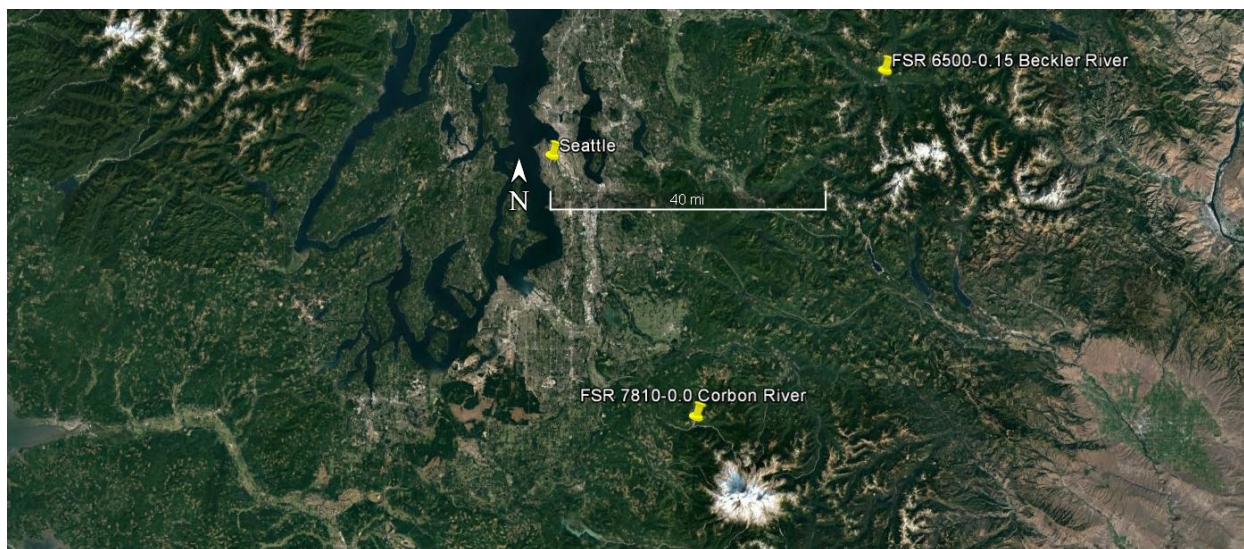 FSR 6500-0.15 Beckler River
Seattle
N
40 mi
FSR 7810-0.0 Corbon River